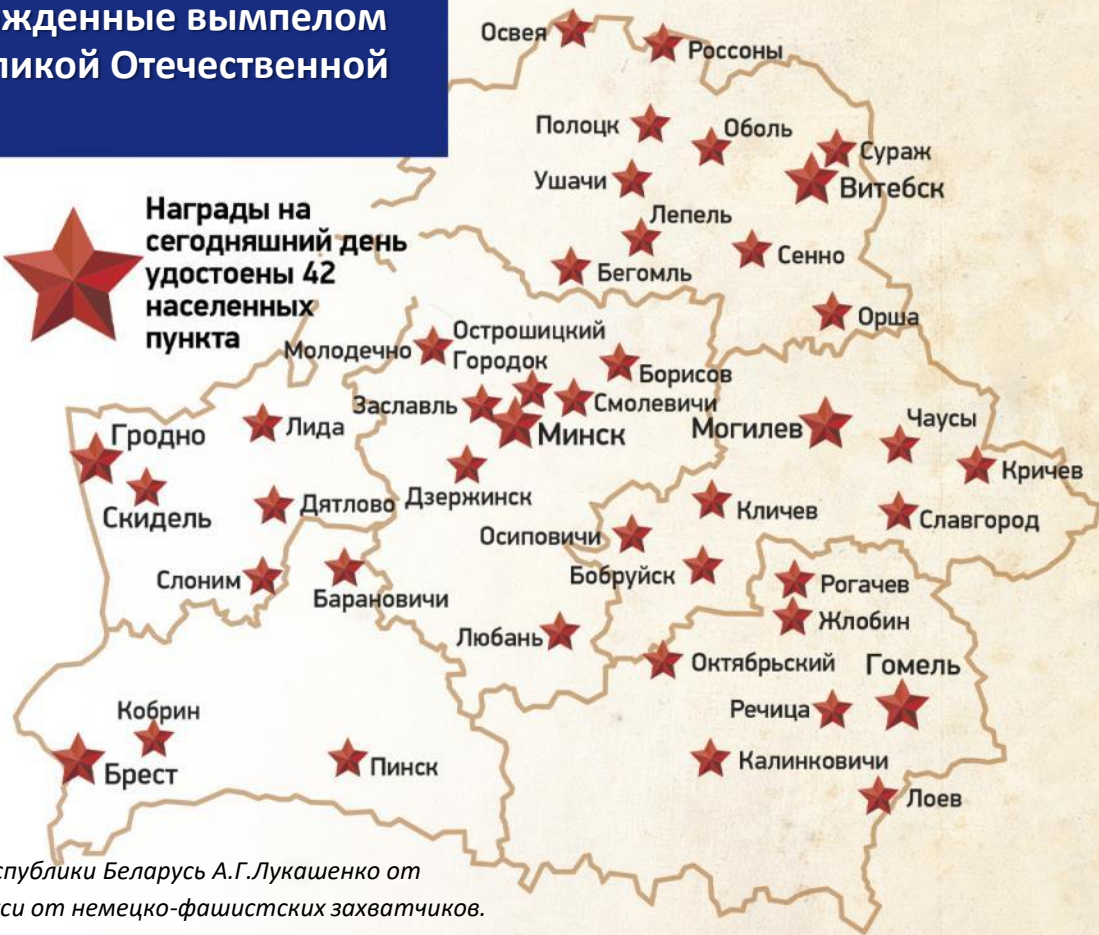 жденные вымпелом
ликой Отечественной
Награды на
сегодняшний день
удостоены 42
населенных
пункта
Освея
Россоны
Полоцк
Оболь
Сураж
Ушачи
Витебск
Лепель
Сенно
Бегомль
Орша
Острошицкий
Городок
Молодечно
Борисов
Заславль
Смолевичи
Минск
Могилев
Чаусы
Лида
Гродно
Кричев
Дзержинск
Скидель
Дятлово
Кличев
Славгород
Осиповичи
Слоним
Барановичи
Бобруйск
Рогачев
Жлобин
Любань
Октябрьский
Гомель
Речица
Кобрин
Брест
Пинск
Калинковичи
Лоев
спублики Беларусь А.Г.Лукашенко от
си от немецко-фашистских захватчиков.